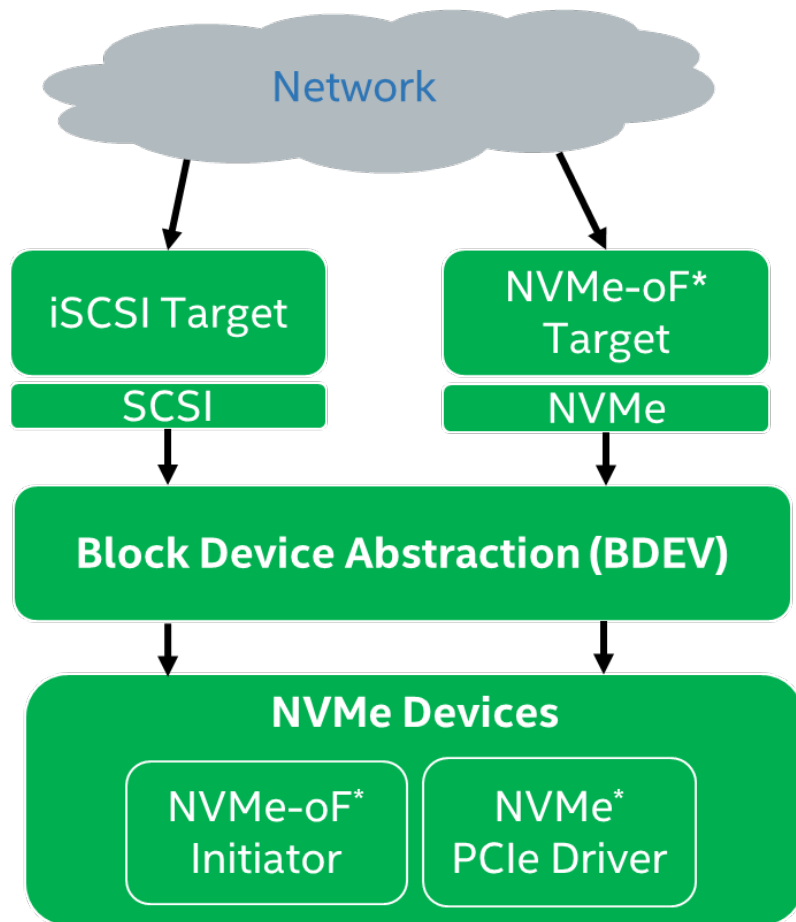 Network
iSCSI Target
NVMe-oF*
Target
SCSI
NVMe
Block Device Abstraction (BDEV)
NVMe Devices
NVMe-oF*
Initiator
NVMe*
PCIe Driver